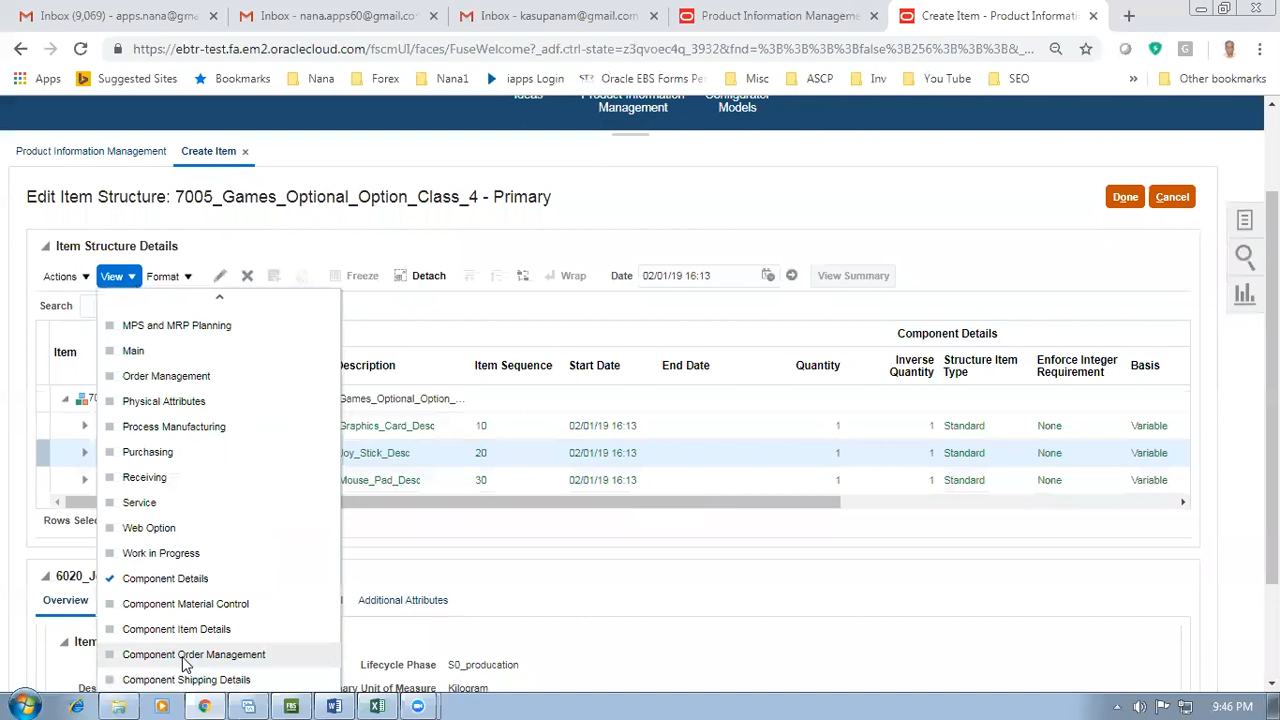 Inbox (9,069) - apps.nana@gma
Inbox - nana.apps60@gmail.co
Inbox - kasupanam@gmail.com
Product Information Manageme
Create Item - Product Informati
https://ebtr-test.fa.em2.oraclecloud.com/fscmUI/faces/FuseWelcome?_adf.ctrl-state=z3qvoec4q_3932&fnd=%3B%3B%3B%3Bfalse%3B256%3B%3B%3B&_...
Apps
Suggested Sites
Bookmarks
Nana
Forex
Nana1
iapps Login
Oracle EBS Forms Pe
Misc
ASCP
Inv
You Tube
SEO
Other bookmarks
Ideas
Product Information Management
Configurator Models
Product Information Management
Create Item
Edit Item Structure: 7005_Games_Optional_Option_Class_4 - Primary
Done
Cancel
Item Structure Details
Actions
View
Format
Freeze
Detach
Wrap
Date
02/01/19 16:13
View Summary
Search
Component Details
Item
Description
Item Sequence
Start Date
End Date
Quantity
Inverse Quantity
Structure Item Type
Enforce Integer Requirement
Basis
Games_Optional_Option_...
Graphics_Card_Desc 10 02/01/19 16:13 1 1 Standard None Variable
Joy_Stick_Desc 20 02/01/19 16:13 1 1 Standard None Variable
Mouse_Pad_Desc 30 02/01/19 16:13 1 1 Standard None Variable
Rows Selec
MPS and MRP Planning
Main
Order Management
Physical Attributes
Process Manufacturing
Purchasing
Receiving
Service
Web Option
Work in Progress
Component Details
Component Material Control
Component Item Details
Component Order Management
Component Shipping Details
6020_J
Overview
Additional Attributes
Item
Lifecycle Phase S0_producation
Des
ary Unit of Measure Kilogram
9:46 PM